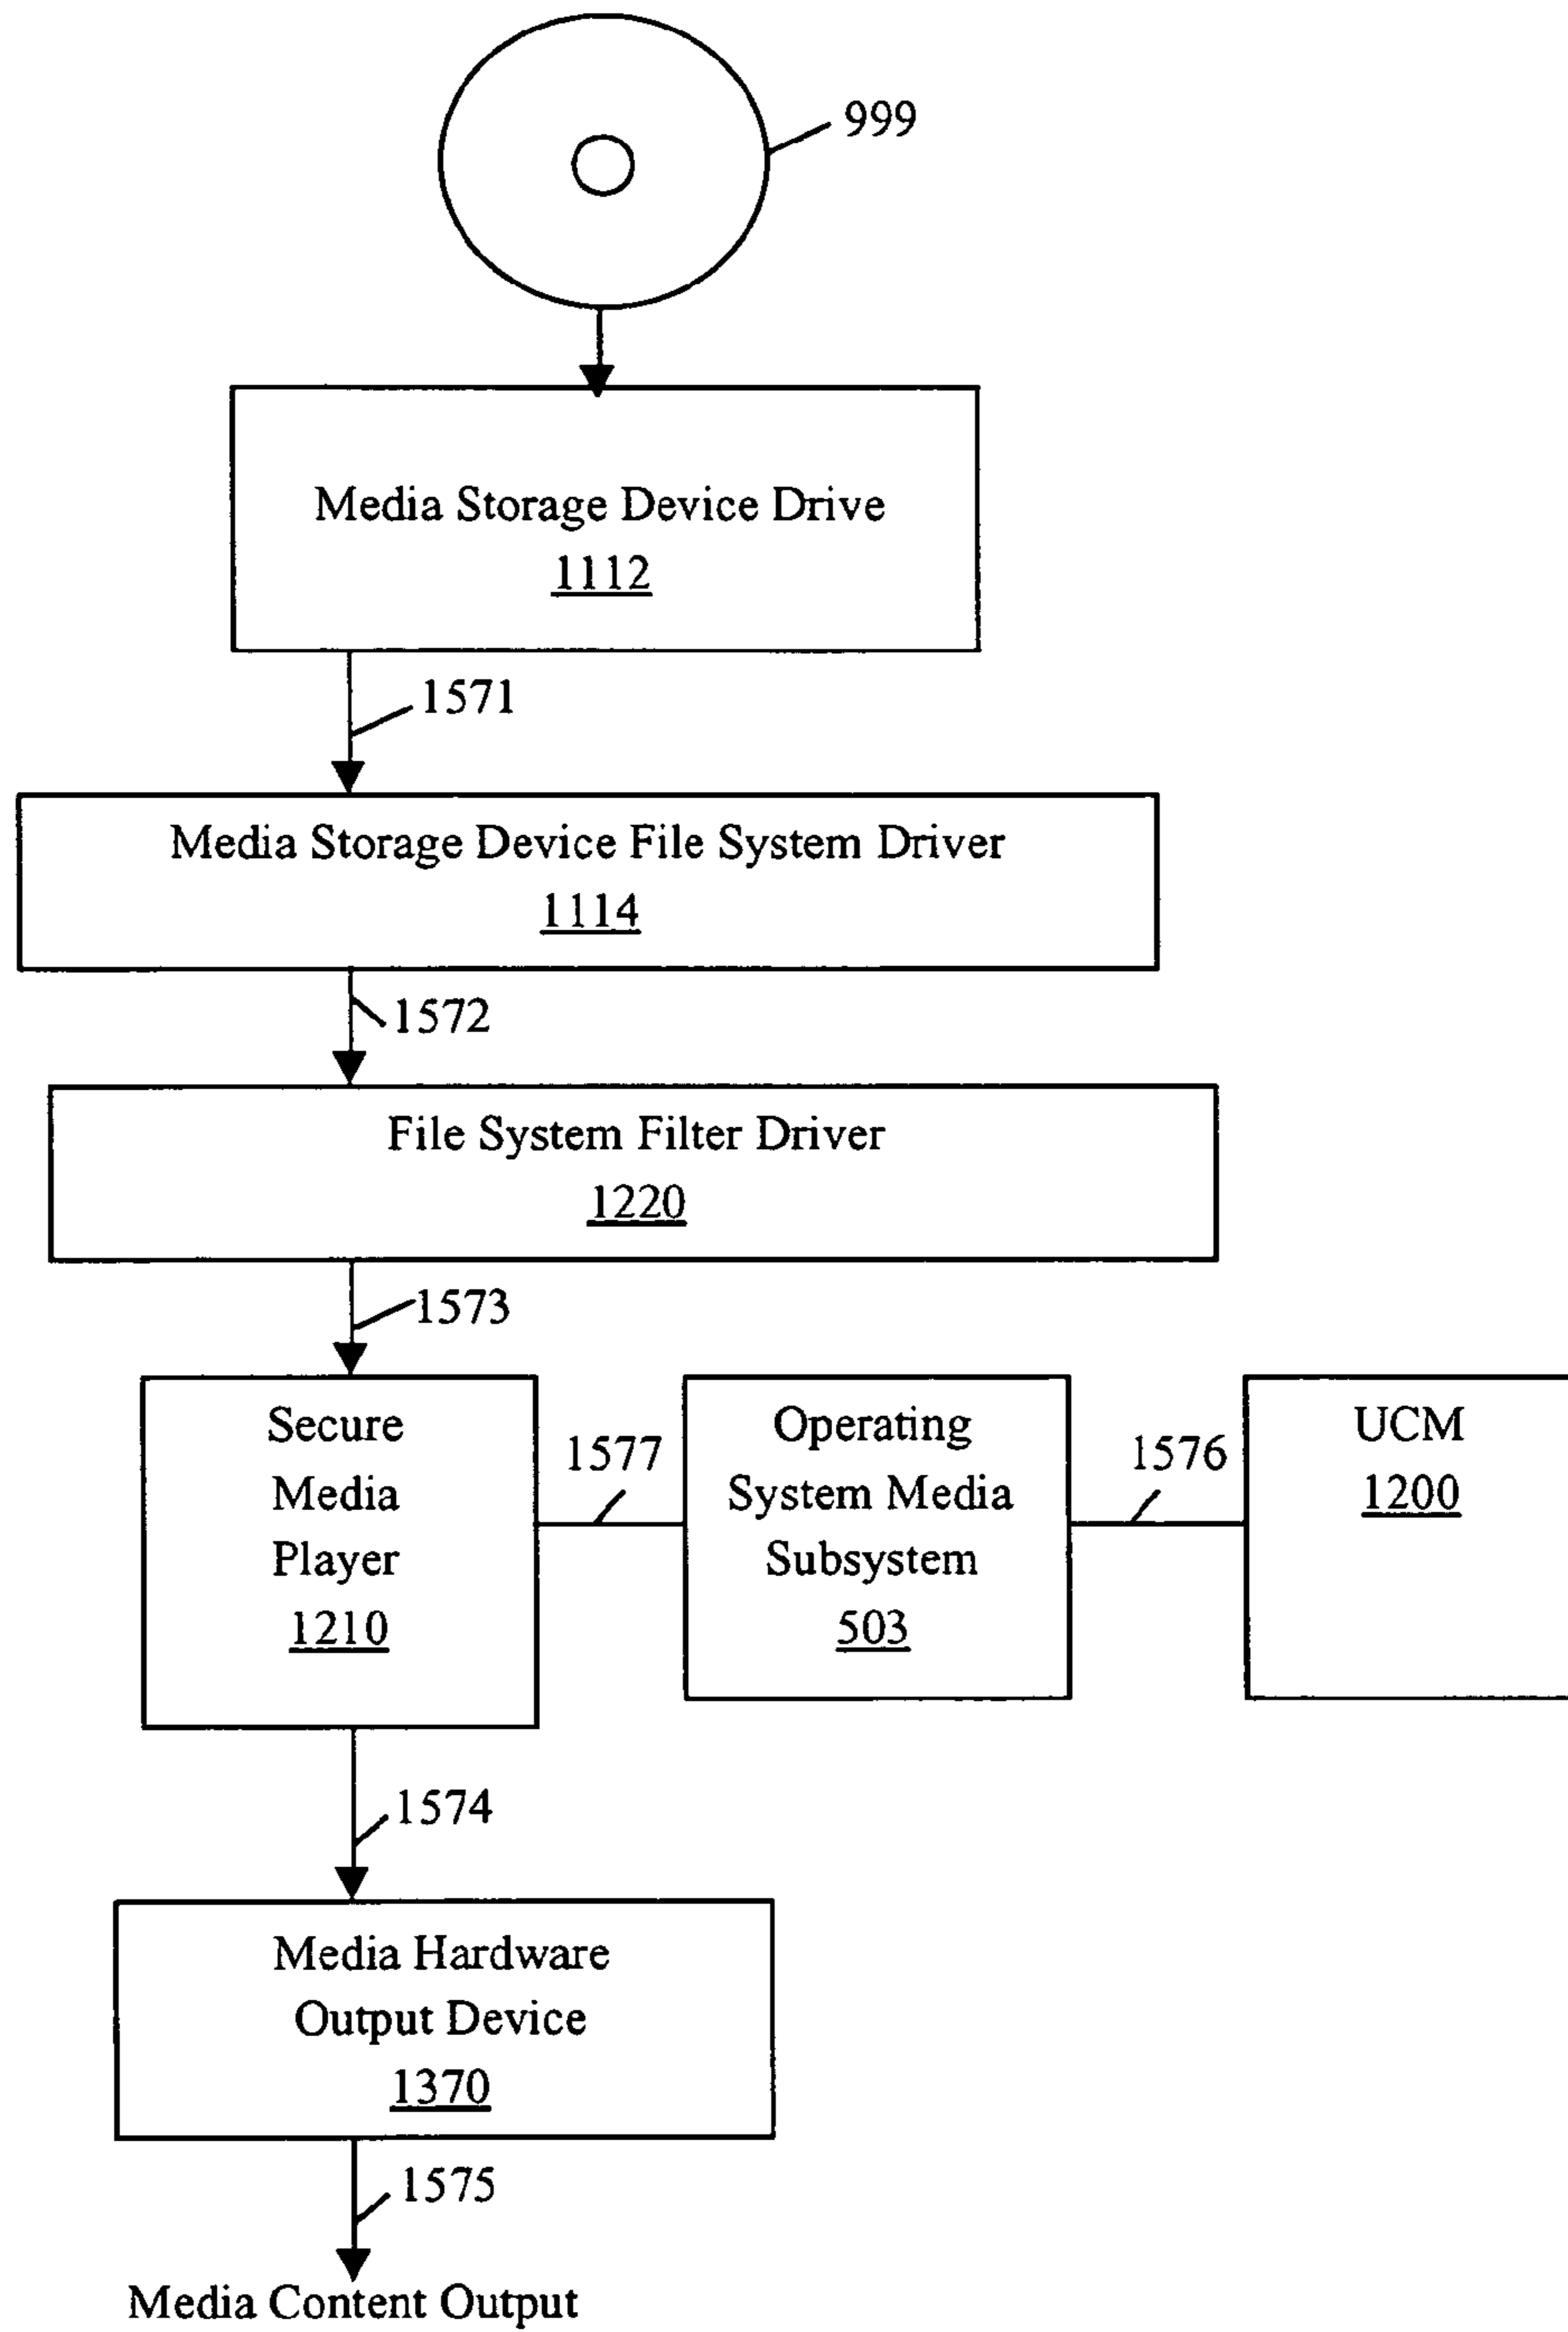 999
Media Storage Device Drive
1112
1571
Media Storage Device File System Driver
1114
1572
File System Filter Driver
1220
1573
Secure
Media
Player
1210
1577
Operating
System Media
Subsystem
503
1576
UCM
1200
1574
Media Hardware
Output Device
1370
1575
Media Content Output